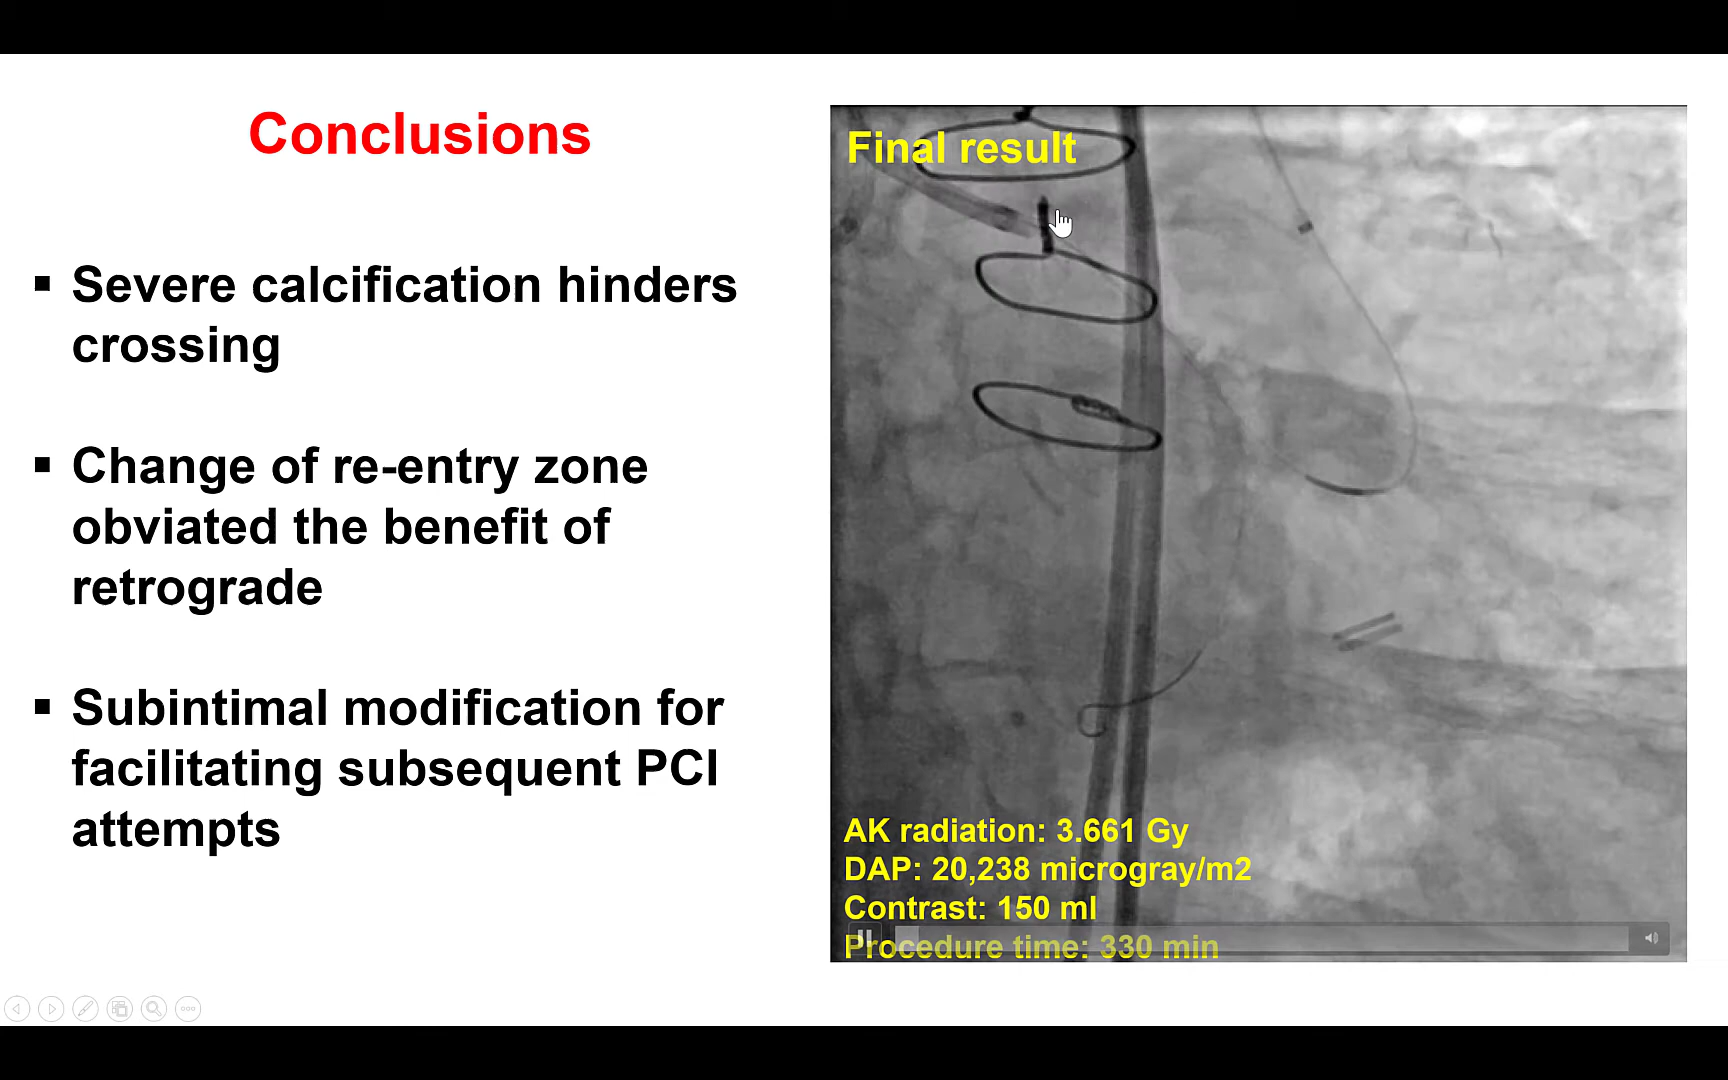 Conclusions
▪ Severe calcification hinders
crossing
▪ Change of re-entry zone
obviated the benefit of
retrograde
▪ Subintimal modification for
facilitating subsequent PCI
attempts
Final result
AK radiation: 3.661 Gy
DAP: 20,238 microgray/m2
Contrast: 150 ml
Procedure time: 330 min